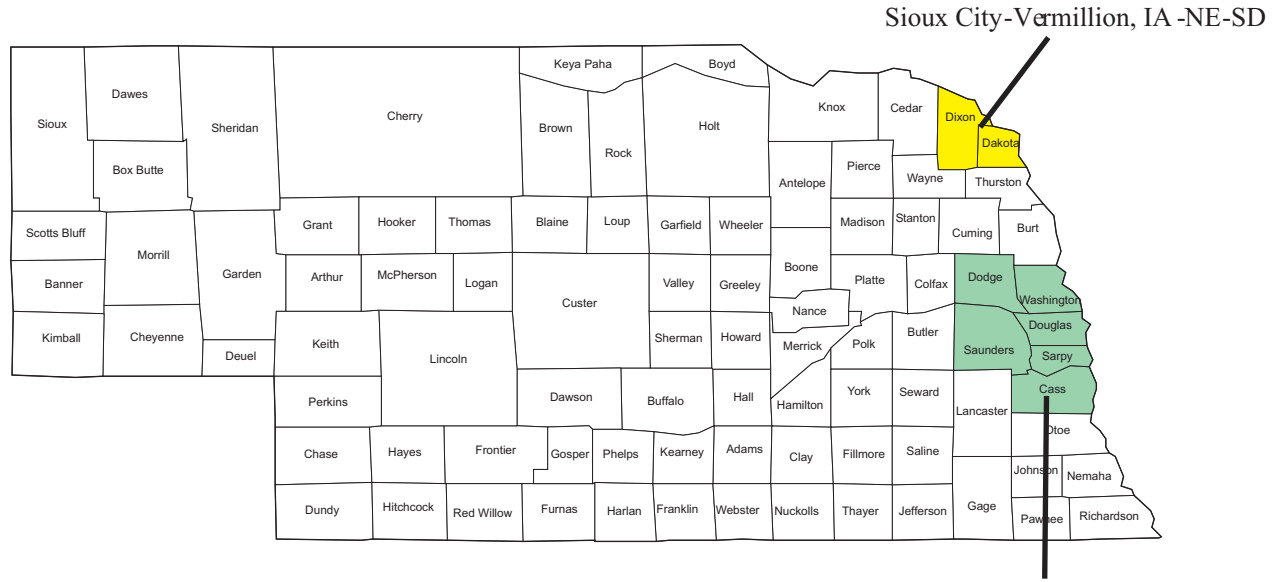 Sioux City-Vermillion, IA -NE-SD
Keya Paha
Boyd
Dawes
Sioux
Sheridan
Cherry
Brown
Rock
Holt
Knox
Cedar
Dixon
Dakota
Box Butte
Antelope
Pierce
Wayne
Thurston
Scotts Bluff
Morrill
Garden
Grant
Hooker
Thomas
Blaine
Loup
Garfield
Wheeler
Madison
Stanton
Cuming
Burt
Banner
Arthur
McPherson
Logan
Custer
Valley
Greeley
Boone
Platte
Colfax
Dodge
Washington
Nance
Kimball
Cheyenne
Deuel
Keith
Lincoln
Sherman
Howard
Merrick
Polk
Butler
Saunders
Douglas
Sarpy
Perkins
Dawson
Buffalo
Hall
Hamilton
York
Seward
Lancaster
Cass
Otoe
Chase
Hayes
Frontier
Gosper
Phelps
Kearney
Adams
Clay
Fillmore
Saline
Johnson
Nemaha
Dundy
Hitchcock
Red Willow
Furnas
Harlan
Franklin
Webster
Nuckolls
Thayer
Jefferson
Gage
Pawnee
Richardson